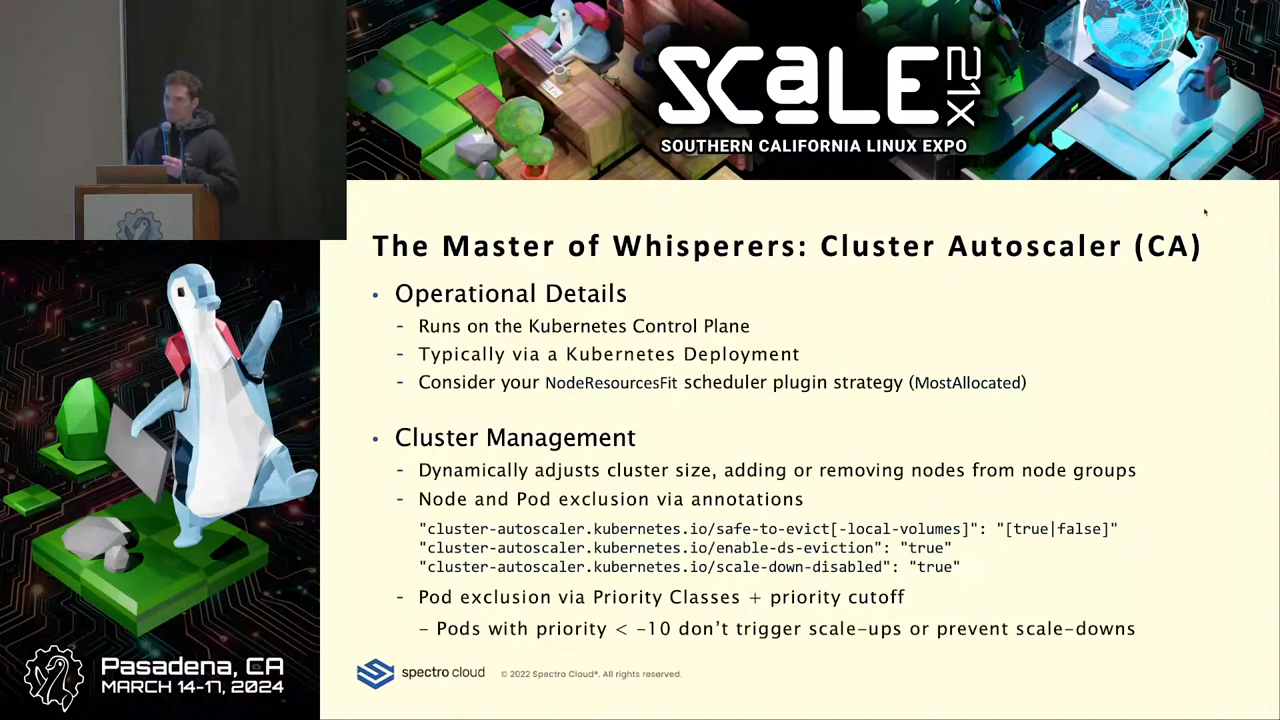 SCaLE 21X
SOUTHERN CALIFORNIA LINUX EXPO
The Master of Whisperers: Cluster Autoscaler (CA)
• Operational Details
- Runs on the Kubernetes Control Plane
- Typically via a Kubernetes Deployment
- Consider your NodeResourcesFit scheduler plugin strategy (MostAllocated)
• Cluster Management
- Dynamically adjusts cluster size, adding or removing nodes from node groups
- Node and Pod exclusion via annotations
"cluster-autoscaler.kubernetes.io/safe-to-evict[-local-volumes]": "[true|false]"
"cluster-autoscaler.kubernetes.io/enable-ds-eviction": "true"
"cluster-autoscaler.kubernetes.io/scale-down-disabled": "true"
- Pod exclusion via Priority Classes + priority cutoff
– Pods with priority < -10 don't trigger scale-ups or prevent scale-downs
spectro cloud © 2022 Spectro Cloud®. All rights reserved.
Pasadena, CA
MARCH 14-17, 2024